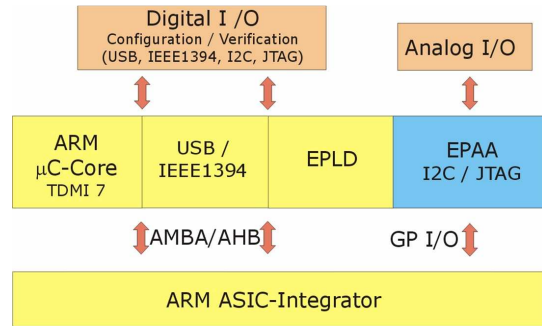 Digital I /O
Configuration / Verification
(USB, IEEE1394, I2C, JTAG)
Analog I/O
ARM
μC-Core
TDMI 7
USB /
IEEE1394
EPLD
EPAA
I2C / JTAG
AMBA/AHB
GP I/O
ARM ASIC-Integrator